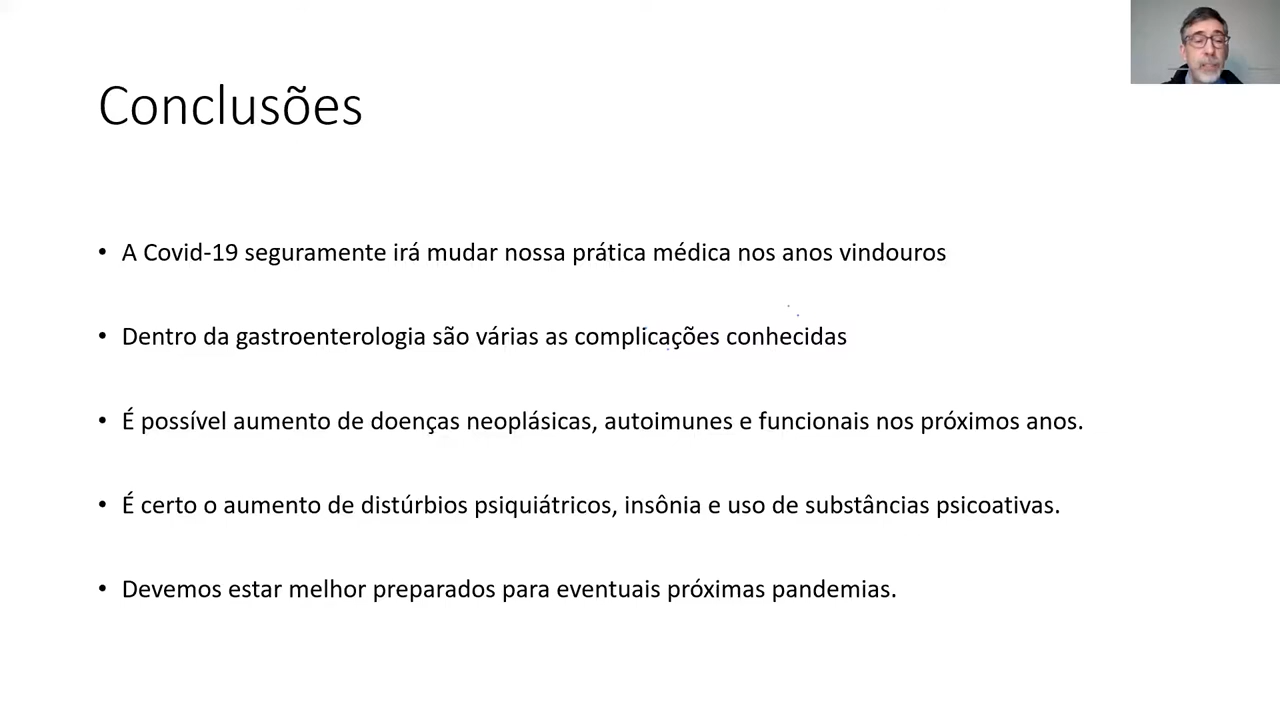 Conclusões
• A Covid-19 seguramente irá mudar nossa prática médica nos anos vindouros
• Dentro da gastroenterologia são várias as complicações conhecidas
• É possível aumento de doenças neoplásicas, autoimunes e funcionais nos próximos anos.
• É certo o aumento de distúrbios psiquiátricos, insônia e uso de substâncias psicoativas.
• Devemos estar melhor preparados para eventuais próximas pandemias.